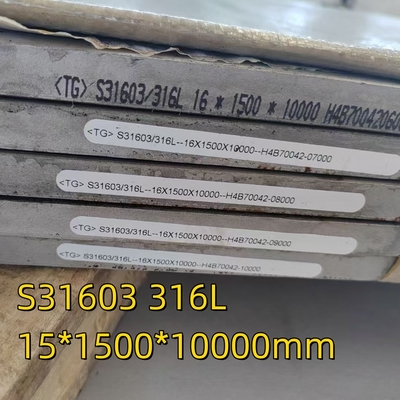 <TG> S31603/316L 16 * 1500 * 10000 H4B70042060
<TG> S31603/316L--16X1500X10000--H4B70042-07000
<TG> S31603/316L--16X1500X10000--H4B70042-08000
<TG> S31603/316L--16X1500X10000--H4B70042-09000
<TG> S31603/316L--16X1500X10000--H4B70042-10000
S31603 316L
15*1500*10000mm